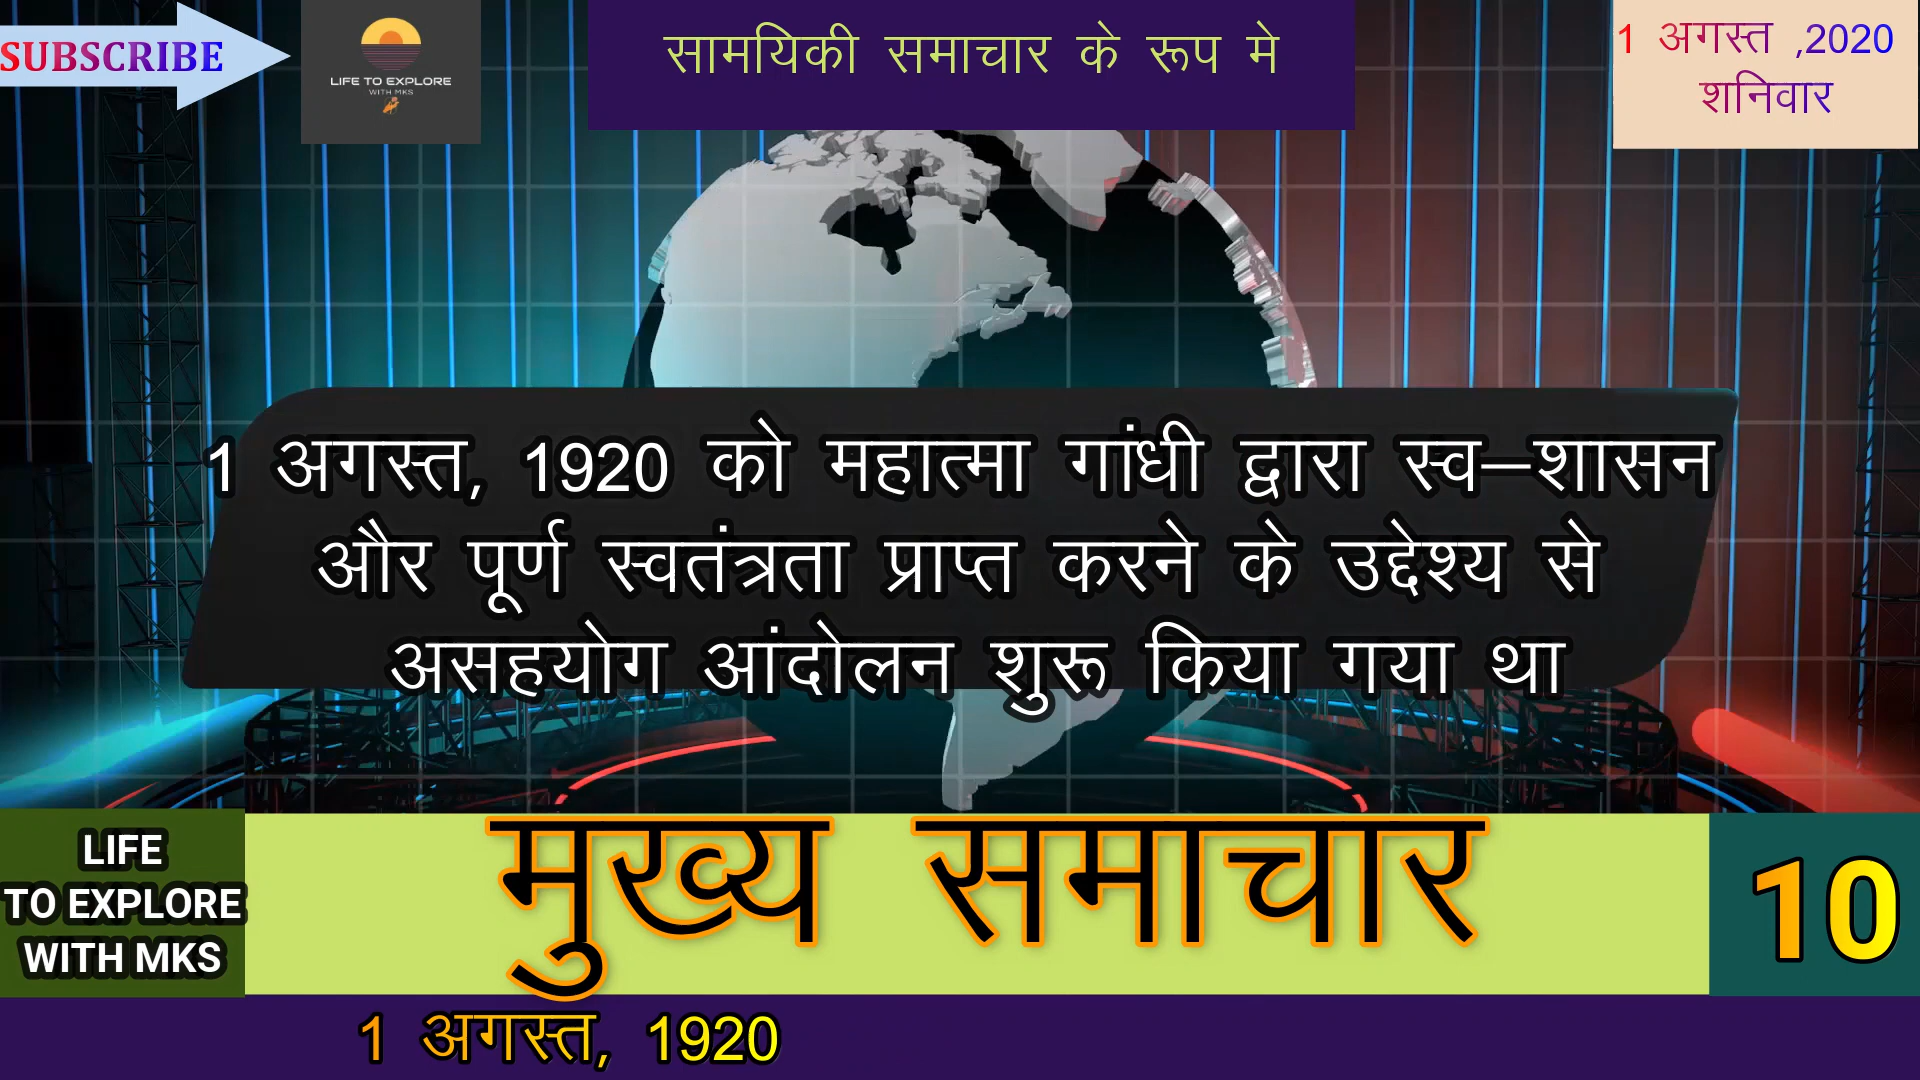 SUBSCRIBE
LIFE TO EXPLORE
WITH MKS
सामयिकी समाचार के रूप मे
1 अगस्त ,2020
शनिवार
1 अगस्त, 1920 को महात्मा गांधी द्वारा स्व–शासन
और पूर्ण स्वतंत्रता प्राप्त करने के उद्देश्य से
असहयोग आंदोलन शुरू किया गया था
LIFE
TO EXPLORE
WITH MKS
मुख्य समाचार
10
1 अगस्त, 1920